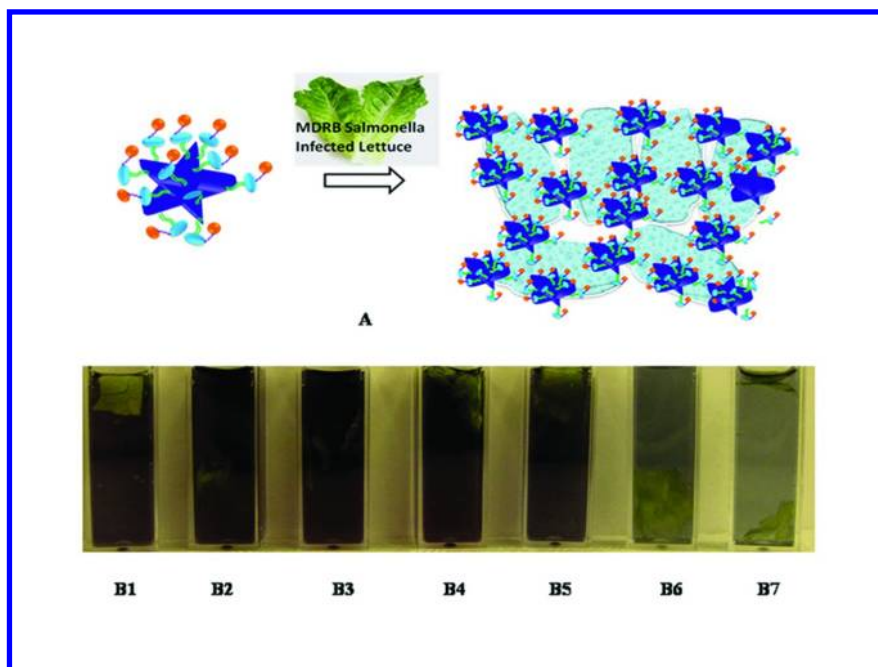 MDRB Salmonella
Infected Lettuce
A
B1 B2 B3 B4 B5 B6 B7